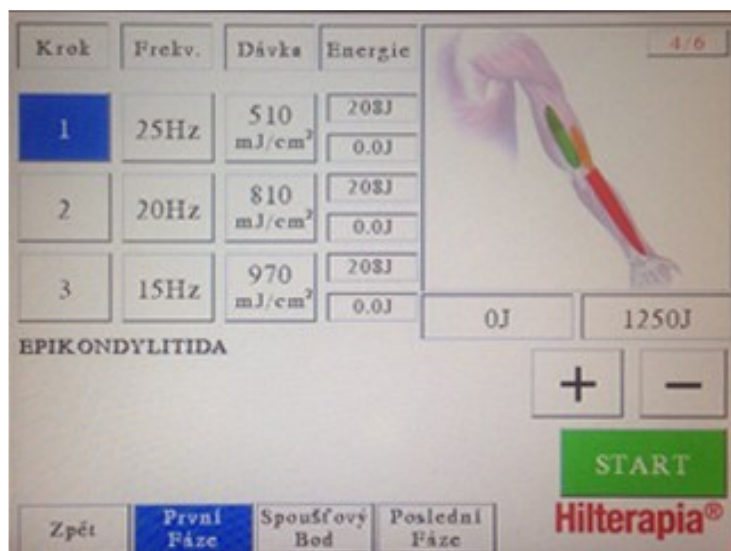 Krok Frekv. Dávka Energie 4/6
1 25Hz 510 mJ/cm² 208J
0.0J
2 20Hz 810 mJ/cm² 208J
0.0J
3 15Hz 970 mJ/cm² 208J
0.0J
0J 1250J
EPIKONDYLITIDA
+ −
START
Hilterapia®
Zpět První Fáze Spoušťový Bod Poslední Fáze